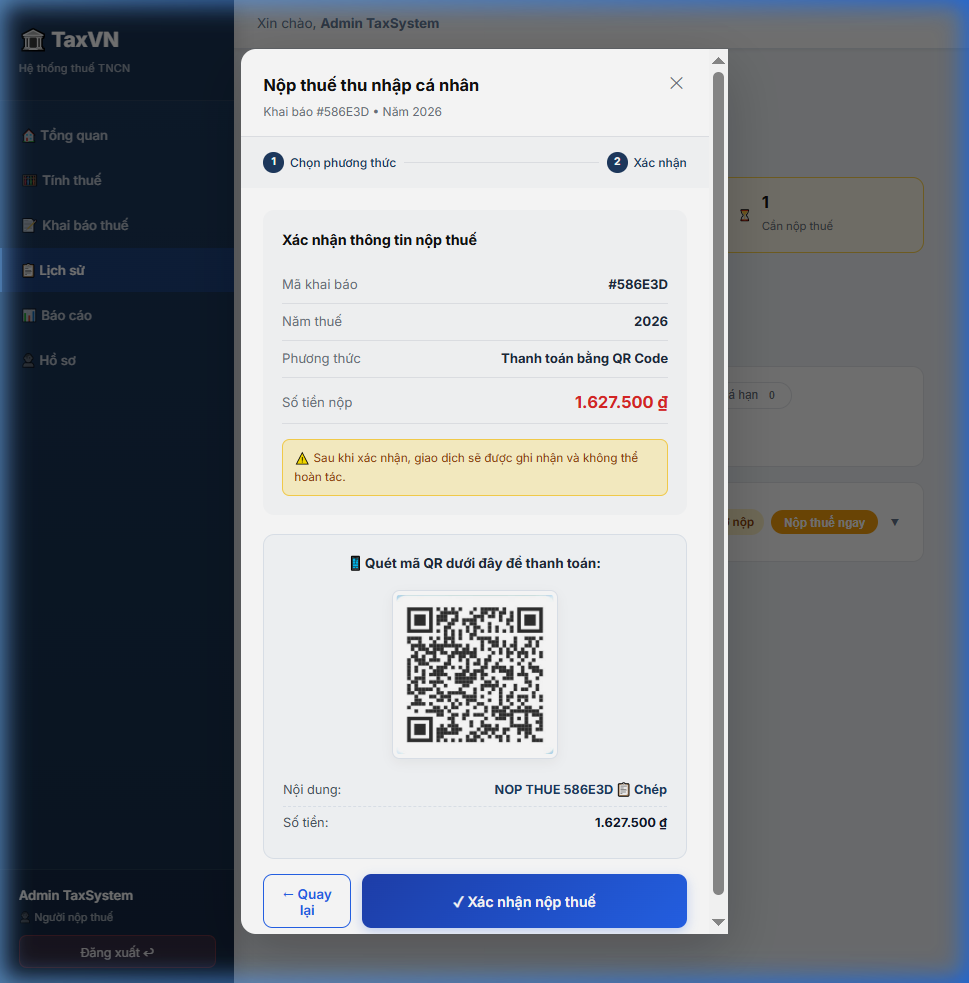 TaxVN
Hệ thống thuế TNCN
Tổng quan
Tính thuế
Khai báo thuế
Lịch sử
Báo cáo
Hồ sơ
Admin TaxSystem
Người nộp thuế
Đăng xuất ↩
Xin chào, Admin TaxSystem
Nộp thuế thu nhập cá nhân
Khai báo #586E3D • Năm 2026
1 Chọn phương thức
2 Xác nhận
Xác nhận thông tin nộp thuế
Mã khai báo #586E3D
Năm thuế 2026
Phương thức Thanh toán bằng QR Code
Số tiền nộp 1.627.500 ₫
⚠ Sau khi xác nhận, giao dịch sẽ được ghi nhận và không thể
hoàn tác.
Quét mã QR dưới đây để thanh toán:
Nội dung: NOP THUE 586E3D 📋 Chép
Số tiền: 1.627.500 ₫
← Quay
lại
✓ Xác nhận nộp thuế
1
Cần nộp thuế
hạn 0
nộp
Nộp thuế ngay ▼